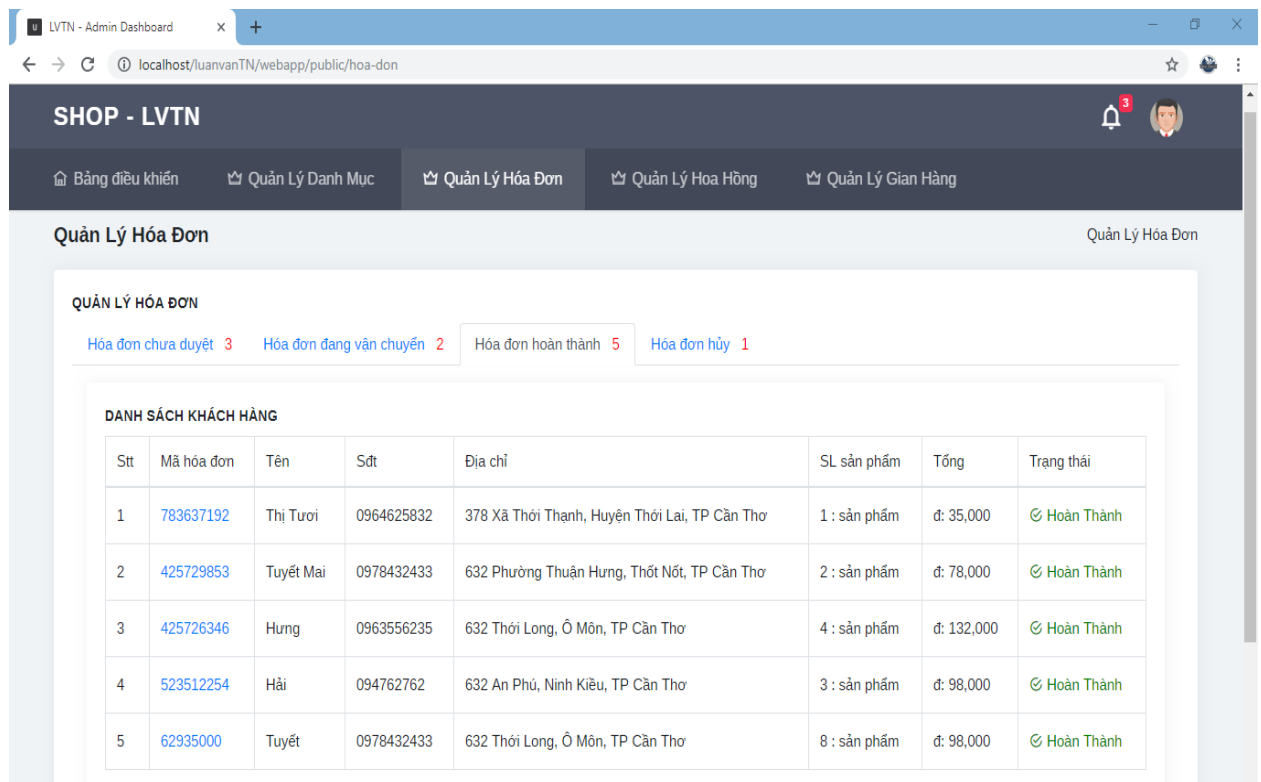 LVTN - Admin Dashboard
localhost/luanvanTN/webapp/public/hoa-don
SHOP - LVTN 3
Bảng điều khiển Quản Lý Danh Mục Quản Lý Hóa Đơn Quản Lý Hoa Hồng Quản Lý Gian Hàng
Quản Lý Hóa Đơn Quản Lý Hóa Đơn
QUẢN LÝ HÓA ĐƠN
Hóa đơn chưa duyệt 3 Hóa đơn đang vận chuyển 2 Hóa đơn hoàn thành 5 Hóa đơn hủy 1
DANH SÁCH KHÁCH HÀNG
Stt Mã hóa đơn Tên Sđt Địa chỉ SL sản phẩm Tổng Trạng thái
1 783637192 Thị Tươi 0964625832 378 Xã Thới Thạnh, Huyện Thới Lai, TP Cần Thơ 1 : sản phẩm đ: 35,000 Hoàn Thành
2 425729853 Tuyết Mai 0978432433 632 Phường Thuận Hưng, Thốt Nốt, TP Cần Thơ 2 : sản phẩm đ: 78,000 Hoàn Thành
3 425726346 Hưng 0963556235 632 Thới Long, Ô Môn, TP Cần Thơ 4 : sản phẩm đ: 132,000 Hoàn Thành
4 523512254 Hải 094762762 632 An Phú, Ninh Kiều, TP Cần Thơ 3 : sản phẩm đ: 98,000 Hoàn Thành
5 62935000 Tuyết 0978432433 632 Thới Long, Ô Môn, TP Cần Thơ 8 : sản phẩm đ: 98,000 Hoàn Thành